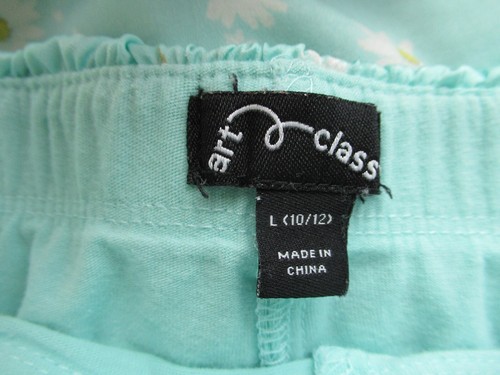 art class
L (10/12)
MADE IN
CHINA